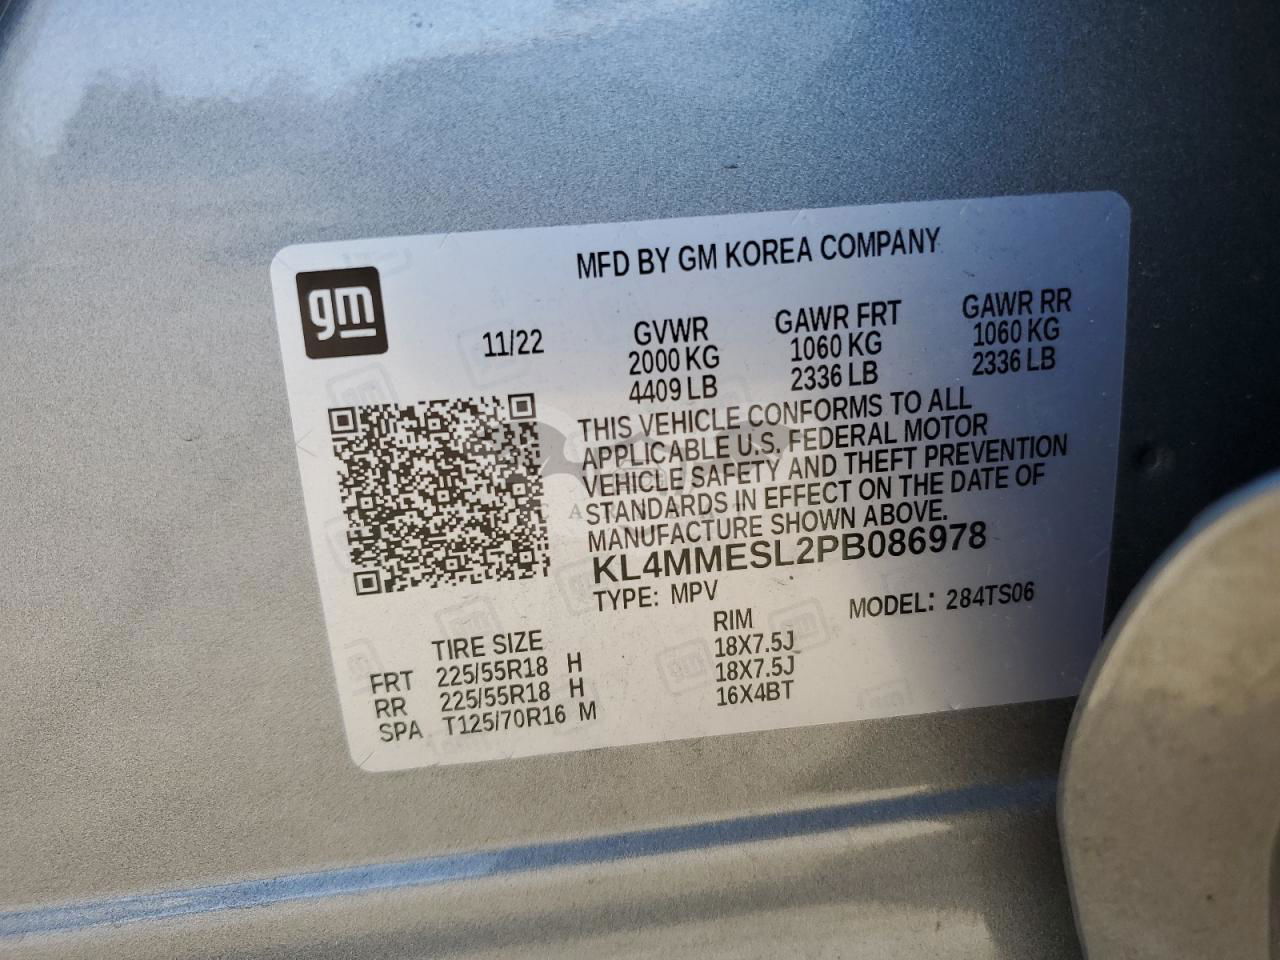 MFD BY GM KOREA COMPANY
gm
11/22
GVWR GAWR FRT GAWR RR
2000 KG 1060 KG 1060 KG
4409 LB 2336 LB 2336 LB
THIS VEHICLE CONFORMS TO ALL
APPLICABLE U.S. FEDERAL MOTOR
VEHICLE SAFETY AND THEFT PREVENTION
STANDARDS IN EFFECT ON THE DATE OF
MANUFACTURE SHOWN ABOVE.
KL4MMESL2PB086978
TYPE: MPV MODEL: 284TS06
TIRE SIZE RIM
FRT 225/55R18 H 18X7.5J
RR 225/55R18 H 18X7.5J
SPA T125/70R16 M 16X4BT